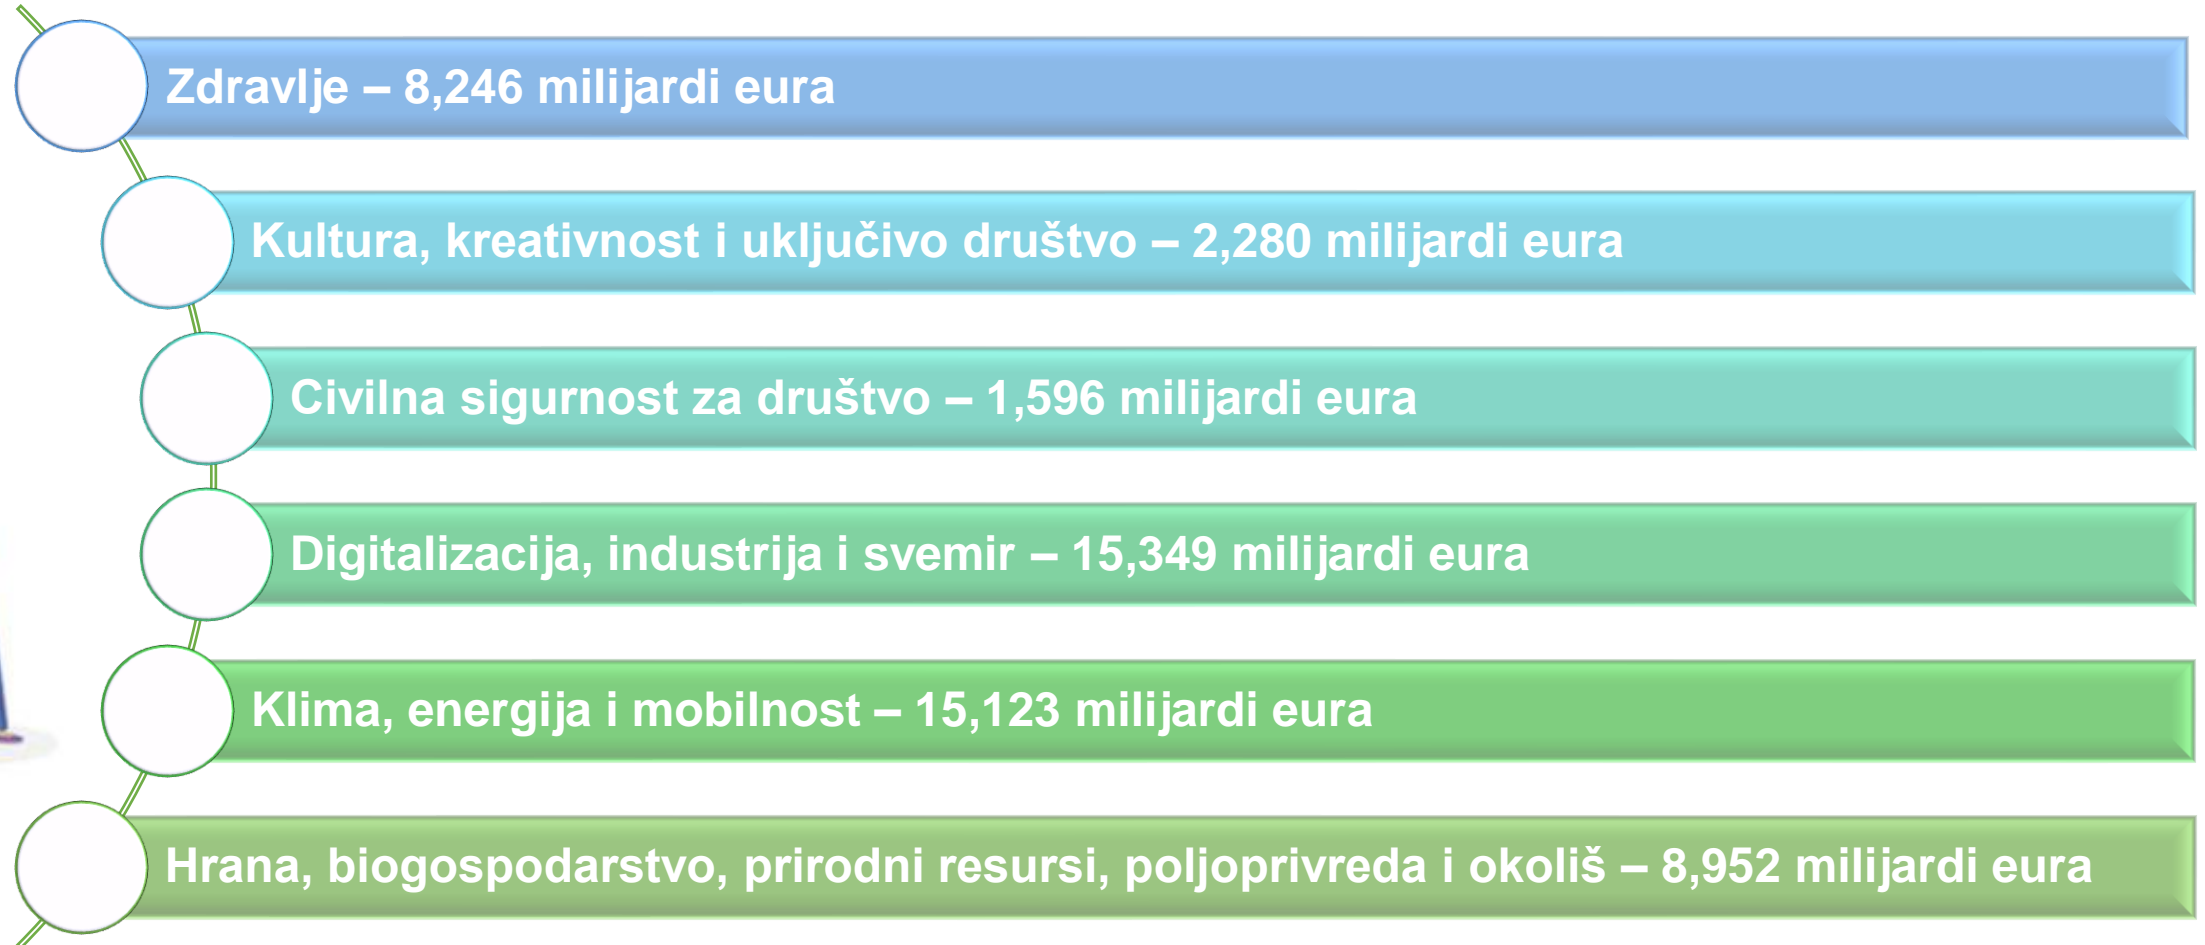 Zdravlje – 8,246 milijardi eura
Kultura, kreativnost i uključivo društvo – 2,280 milijardi eura
Civilna sigurnost za društvo – 1,596 milijardi eura
Digitalizacija, industrija i svemir – 15,349 milijardi eura
Klima, energija i mobilnost – 15,123 milijardi eura
Hrana, biogospodarstvo, prirodni resursi, poljoprivreda i okoliš – 8,952 milijardi eura